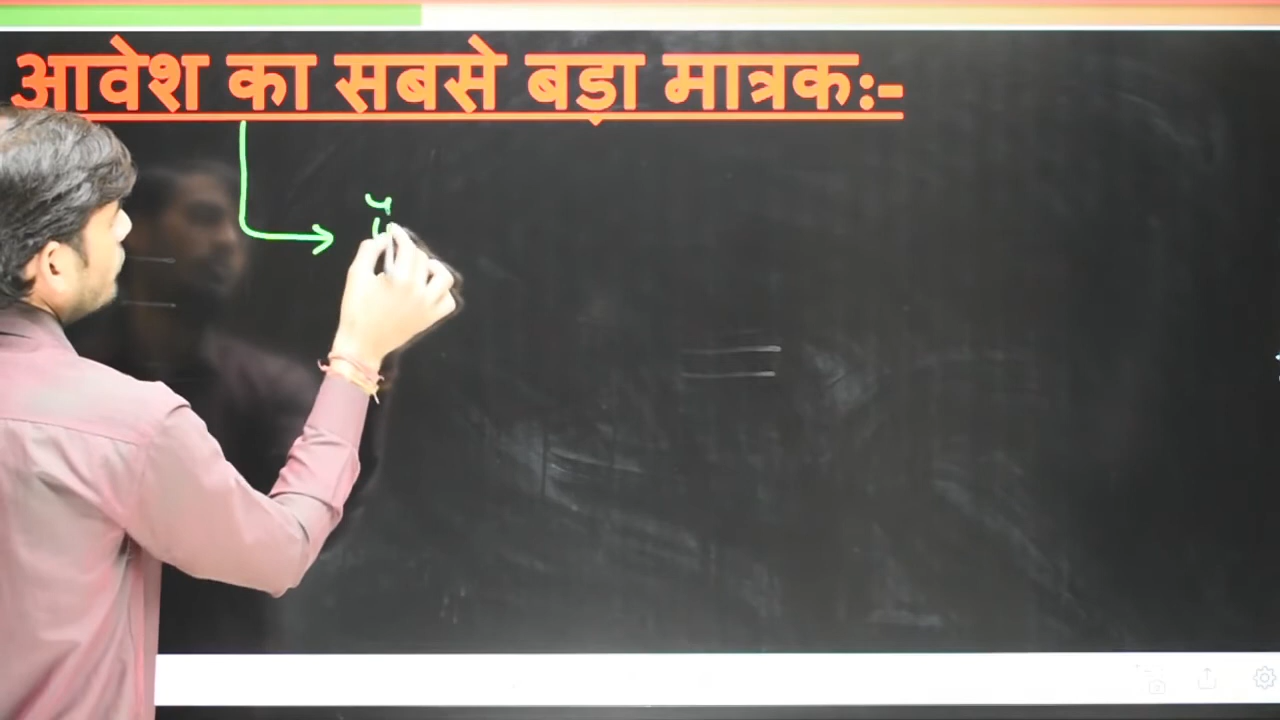 आवेश का सबसे बड़ा मात्रक:-